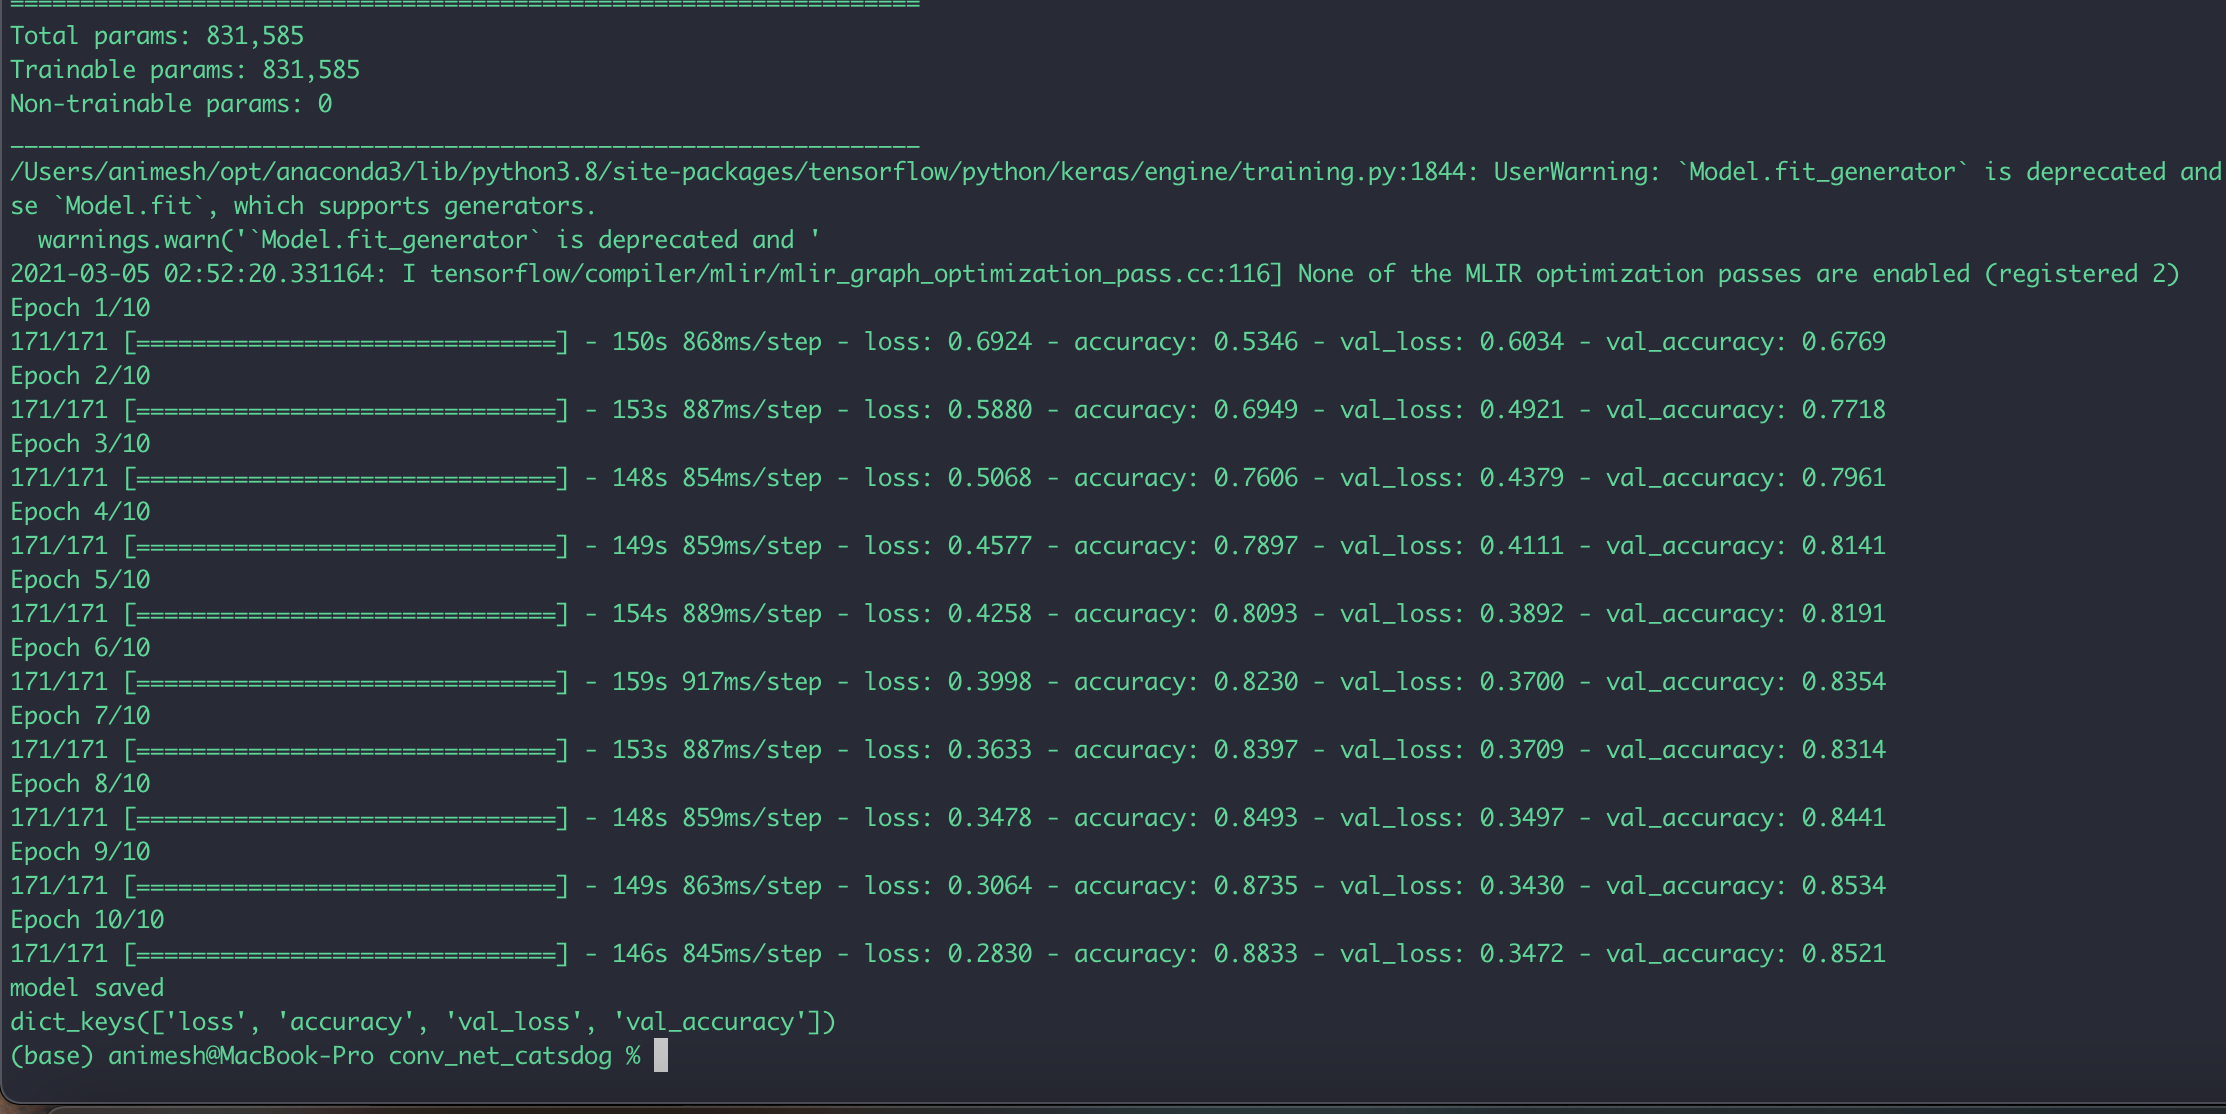 =================================================================
Total params: 831,585
Trainable params: 831,585
Non-trainable params: 0
_________________________________________________________________
/Users/animesh/opt/anaconda3/lib/python3.8/site-packages/tensorflow/python/keras/engine/training.py:1844: UserWarning: `Model.fit_generator` is deprecated and
se `Model.fit`, which supports generators.
  warnings.warn('`Model.fit_generator` is deprecated and '
2021-03-05 02:52:20.331164: I tensorflow/compiler/mlir/mlir_graph_optimization_pass.cc:116] None of the MLIR optimization passes are enabled (registered 2)
Epoch 1/10
171/171 [==============================] - 150s 868ms/step - loss: 0.6924 - accuracy: 0.5346 - val_loss: 0.6034 - val_accuracy: 0.6769
Epoch 2/10
171/171 [==============================] - 153s 887ms/step - loss: 0.5880 - accuracy: 0.6949 - val_loss: 0.4921 - val_accuracy: 0.7718
Epoch 3/10
171/171 [==============================] - 148s 854ms/step - loss: 0.5068 - accuracy: 0.7606 - val_loss: 0.4379 - val_accuracy: 0.7961
Epoch 4/10
171/171 [==============================] - 149s 859ms/step - loss: 0.4577 - accuracy: 0.7897 - val_loss: 0.4111 - val_accuracy: 0.8141
Epoch 5/10
171/171 [==============================] - 154s 889ms/step - loss: 0.4258 - accuracy: 0.8093 - val_loss: 0.3892 - val_accuracy: 0.8191
Epoch 6/10
171/171 [==============================] - 159s 917ms/step - loss: 0.3998 - accuracy: 0.8230 - val_loss: 0.3700 - val_accuracy: 0.8354
Epoch 7/10
171/171 [==============================] - 153s 887ms/step - loss: 0.3633 - accuracy: 0.8397 - val_loss: 0.3709 - val_accuracy: 0.8314
Epoch 8/10
171/171 [==============================] - 148s 859ms/step - loss: 0.3478 - accuracy: 0.8493 - val_loss: 0.3497 - val_accuracy: 0.8441
Epoch 9/10
171/171 [==============================] - 149s 863ms/step - loss: 0.3064 - accuracy: 0.8735 - val_loss: 0.3430 - val_accuracy: 0.8534
Epoch 10/10
171/171 [==============================] - 146s 845ms/step - loss: 0.2830 - accuracy: 0.8833 - val_loss: 0.3472 - val_accuracy: 0.8521
model saved
dict_keys(['loss', 'accuracy', 'val_loss', 'val_accuracy'])
(base) animesh@MacBook-Pro conv_net_catsdog %